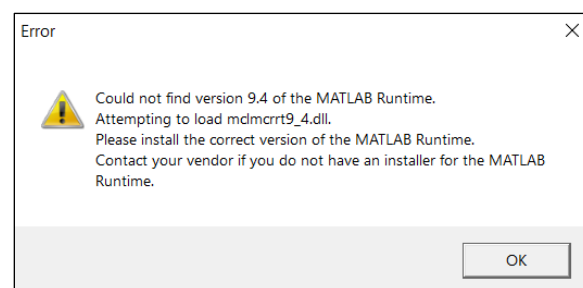 Error
Could not find version 9.4 of the MATLAB Runtime.
Attempting to load mclmcrrt9_4.dll.
Please install the correct version of the MATLAB Runtime.
Contact your vendor if you do not have an installer for the MATLAB
Runtime.
OK